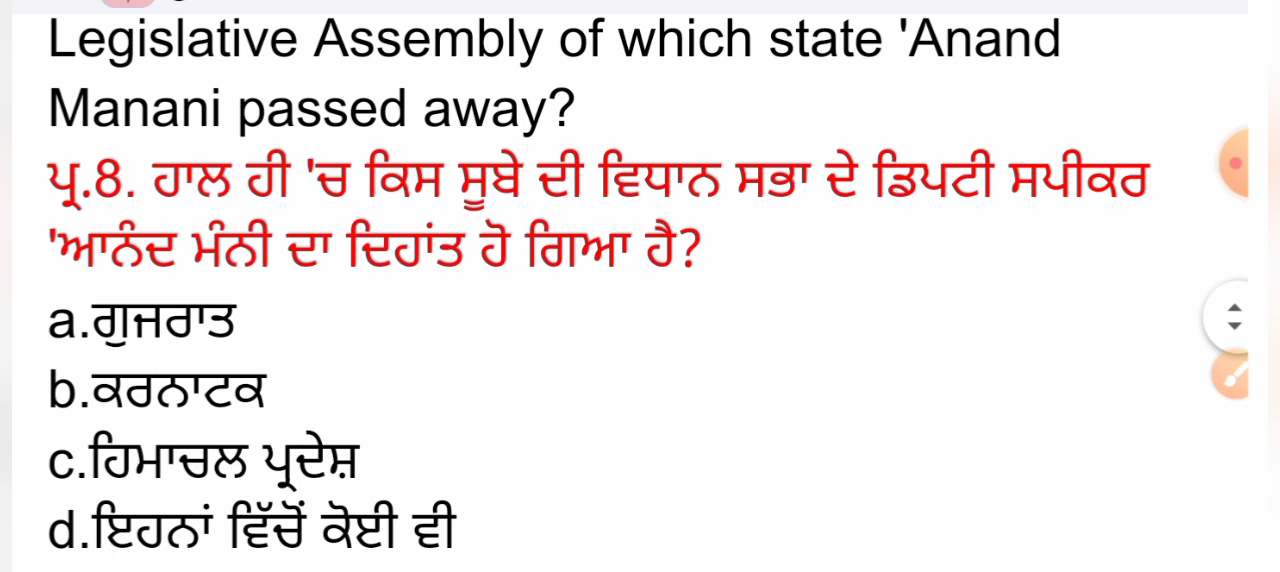 Legislative Assembly of which state 'Anand
Manani passed away?
ਪ੍ਰ.8. ਹਾਲ ਹੀ 'ਚ ਕਿਸ ਸੂਬੇ ਦੀ ਵਿਧਾਨ ਸਭਾ ਦੇ ਡਿਪਟੀ ਸਪੀਕਰ
'ਆਨੰਦ ਮੰਨੀ ਦਾ ਦਿਹਾਂਤ ਹੋ ਗਿਆ ਹੈ?
a.ਗੁਜਰਾਤ
b.ਕਰਨਾਟਕ
c.ਹਿਮਾਚਲ ਪ੍ਰਦੇਸ਼
d.ਇਹਨਾਂ ਵਿੱਚੋਂ ਕੋਈ ਵੀ